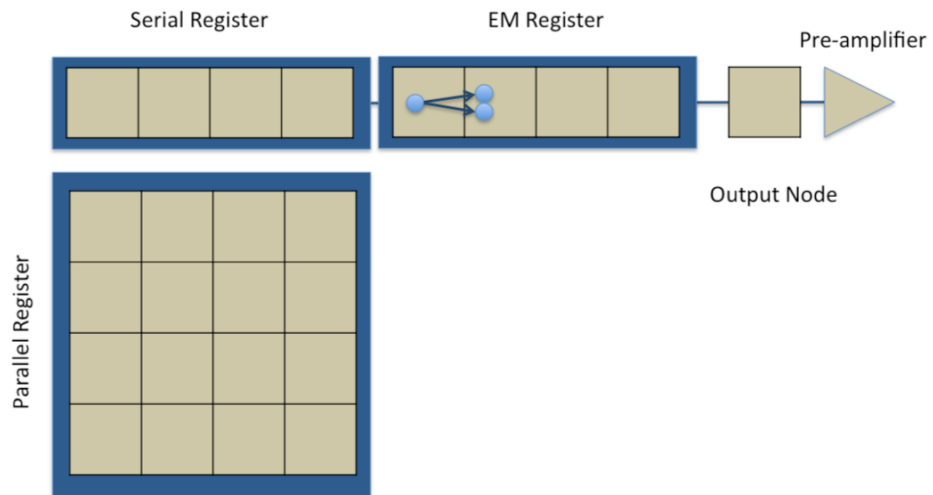 Serial Register
EM Register
Pre-amplifier
Output Node
Parallel Register